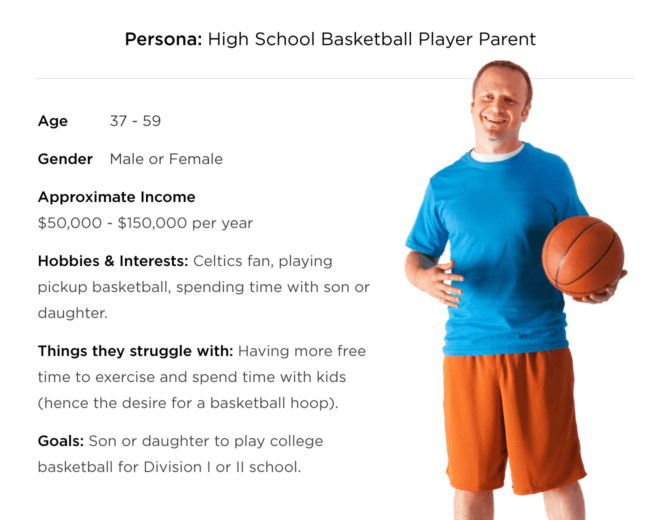 Persona: High School Basketball Player Parent
Age 37 - 59
Gender Male or Female
Approximate Income
$50,000 - $150,000 per year
Hobbies & Interests: Celtics fan, playing
pickup basketball, spending time with son or
daughter.
Things they struggle with: Having more free
time to exercise and spend time with kids
(hence the desire for a basketball hoop).
Goals: Son or daughter to play college
basketball for Division I or II school.